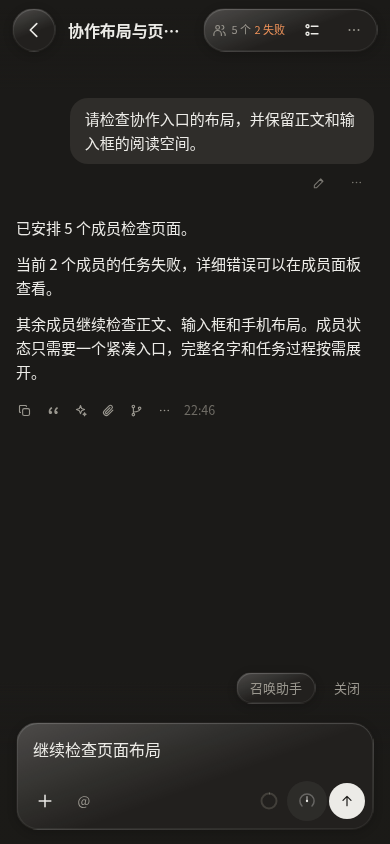 协作布局与页…
5 个 2 失败
请检查协作入口的布局，并保留正文和输
入框的阅读空间。
已安排 5 个成员检查页面。
当前 2 个成员的任务失败，详细错误可以在成员面板
查看。
其余成员继续检查正文、输入框和手机布局。成员状
态只需要一个紧凑入口，完整名字和任务过程按需展
开。
22:46
召唤助手 关闭
继续检查页面布局
@